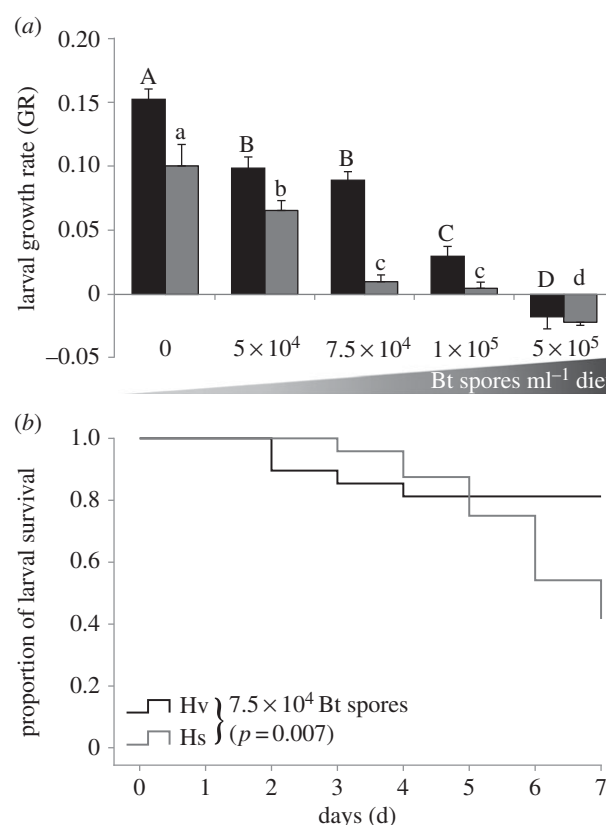 (a)
0.20
0.15
0.10
0.05
0
−0.05
larval growth rate (GR)
A
a
B
b
B
c
C
c
D
d
0 5 × 10⁴ 7.5 × 10⁴ 1 × 10⁵ 5 × 10⁵
Bt spores ml⁻¹ die
(b)
1.0
0.8
0.6
0.4
0.2
0
proportion of larval survival
Hv
Hs
} 7.5 × 10⁴ Bt spores
(p = 0.007)
0 1 2 3 4 5 6 7
days (d)